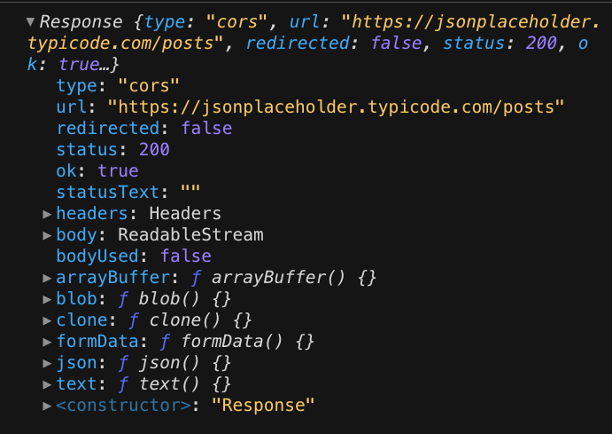 ▼Response {type: "cors", url: "https://jsonplaceholder.
typicode.com/posts", redirected: false, status: 200, o
k: true…}
type: "cors"
url: "https://jsonplaceholder.typicode.com/posts"
redirected: false
status: 200
ok: true
statusText: ""
▶headers: Headers
▶body: ReadableStream
bodyUsed: false
▶arrayBuffer: ƒ arrayBuffer() {}
▶blob: ƒ blob() {}
▶clone: ƒ clone() {}
▶formData: ƒ formData() {}
▶json: ƒ json() {}
▶text: ƒ text() {}
▶<constructor>: "Response"